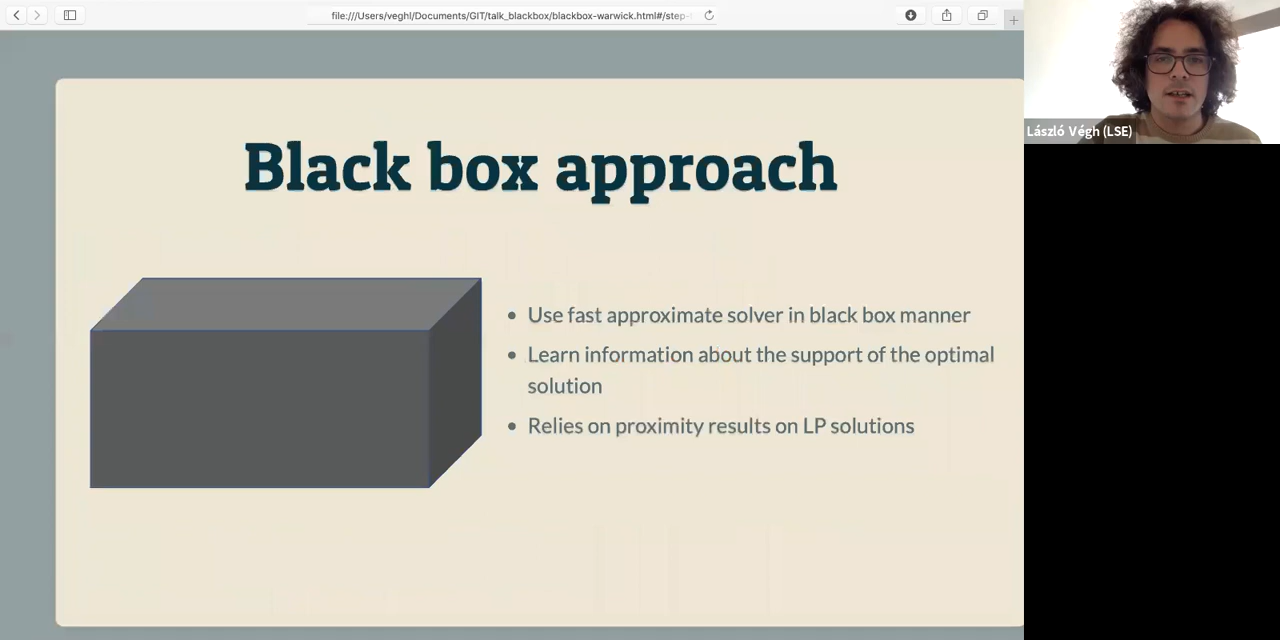 file:///Users/veghl/Documents/GIT/talk_blackbox/blackbox-warwick.html#/step-
László Végh (LSE)
Black box approach
• Use fast approximate solver in black box manner
• Learn information about the support of the optimal
solution
• Relies on proximity results on LP solutions